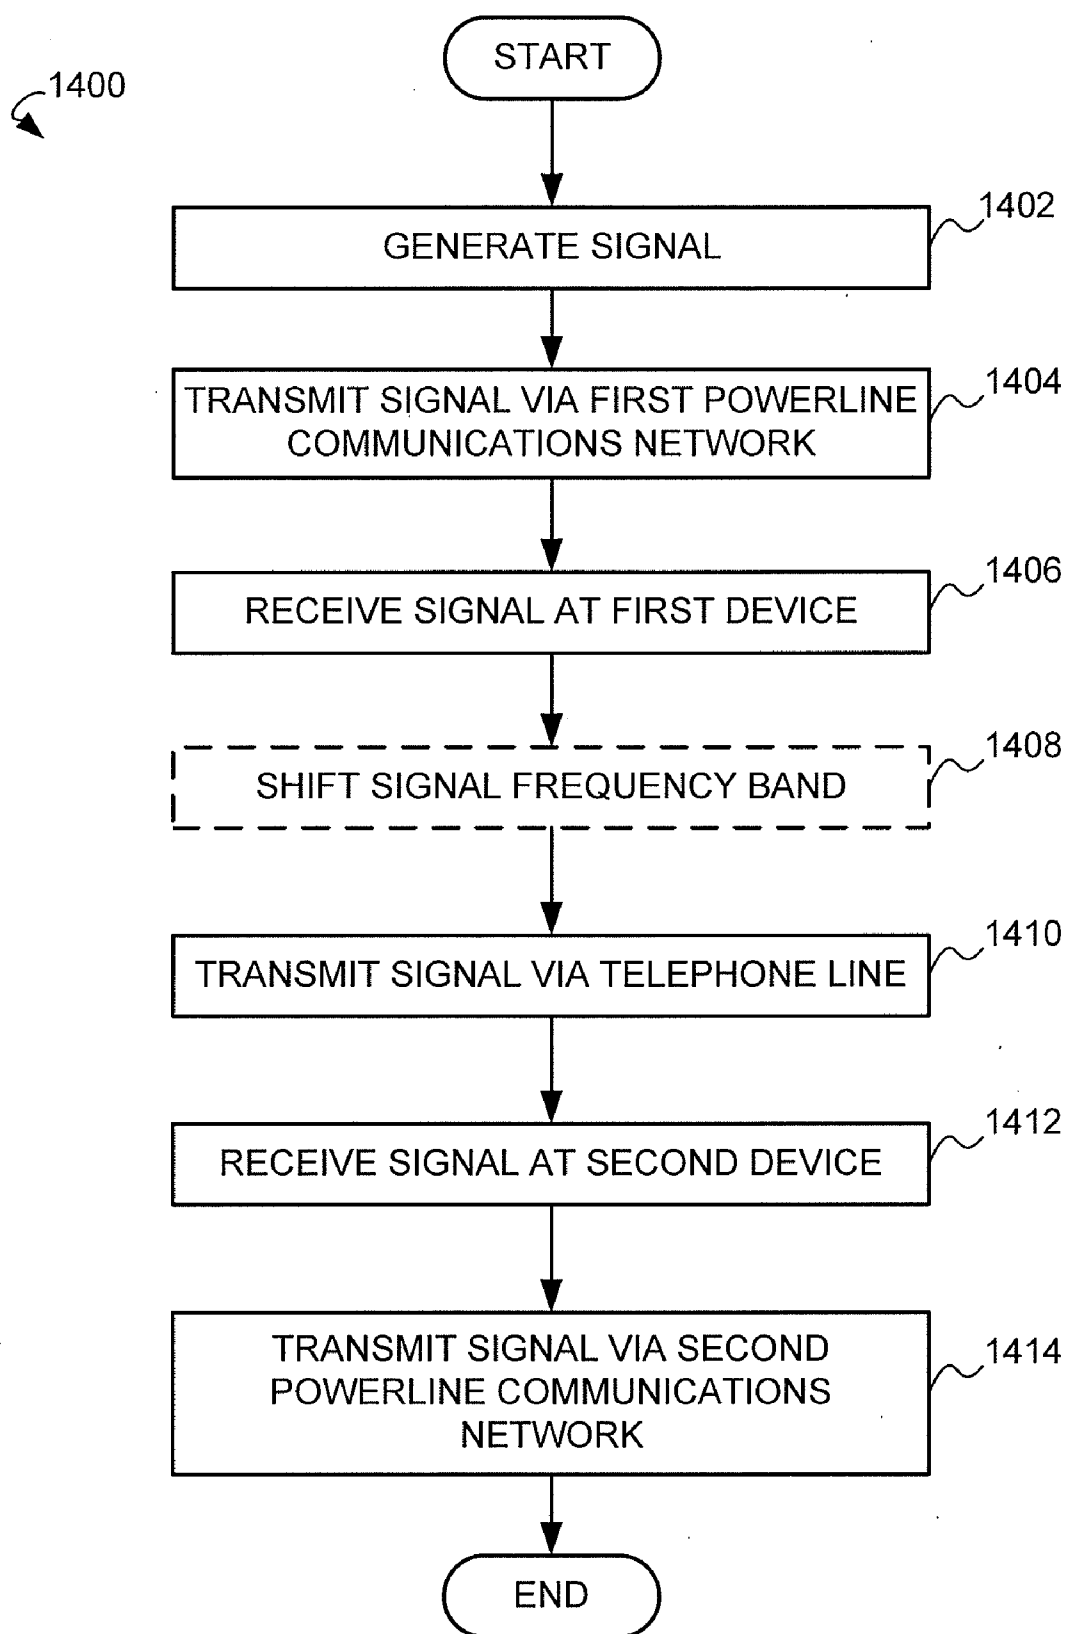 START
1400
1402
GENERATE SIGNAL
1404
TRANSMIT SIGNAL VIA FIRST POWERLINE
COMMUNICATIONS NETWORK
1406
RECEIVE SIGNAL AT FIRST DEVICE
1408
SHIFT SIGNAL FREQUENCY BAND
1410
TRANSMIT SIGNAL VIA TELEPHONE LINE
1412
RECEIVE SIGNAL AT SECOND DEVICE
1414
TRANSMIT SIGNAL VIA SECOND
POWERLINE COMMUNICATIONS
NETWORK
END